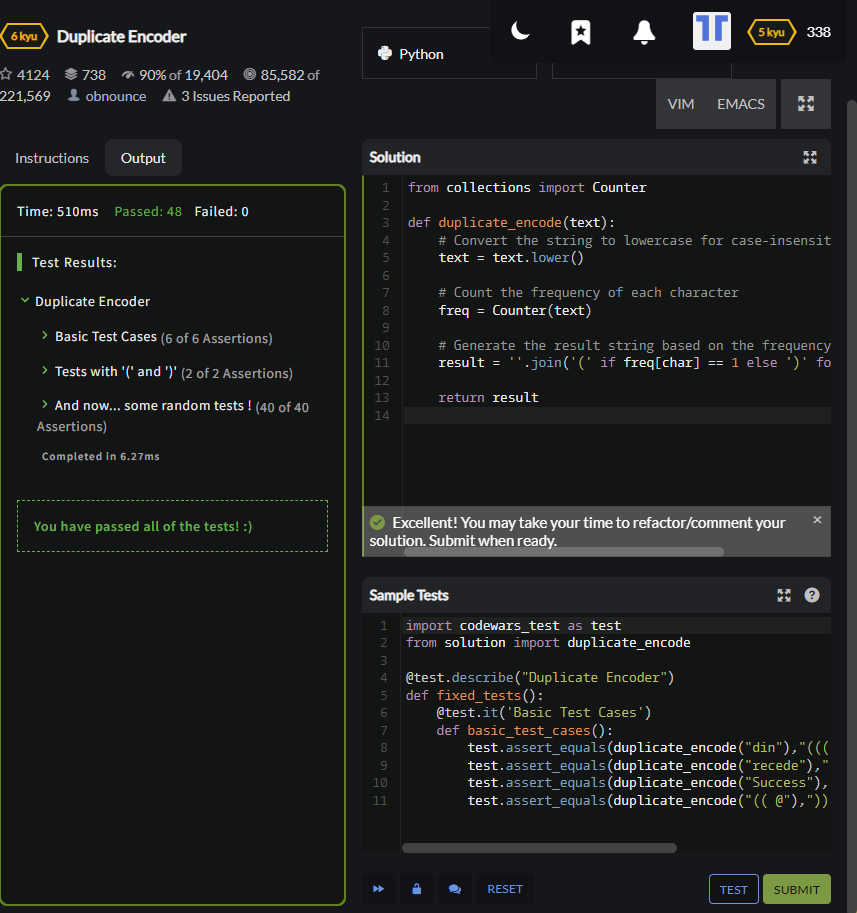 6 kyu Duplicate Encoder
4124 738 90% of 19,404 85,582 of
221,569 obnounce 3 Issues Reported
Python
5 kyu 338
VIM EMACS
Instructions Output
Time: 510ms Passed: 48 Failed: 0
Test Results:
Duplicate Encoder
Basic Test Cases (6 of 6 Assertions)
Tests with '(' and ')' (2 of 2 Assertions)
And now... some random tests ! (40 of 40
Assertions)
Completed in 6.27ms
You have passed all of the tests! :)
Solution
1 from collections import Counter
2
3 def duplicate_encode(text):
4 # Convert the string to lowercase for case-insensit
5 text = text.lower()
6
7 # Count the frequency of each character
8 freq = Counter(text)
9
10 # Generate the result string based on the frequency
11 result = ''.join('(' if freq[char] == 1 else ')' fo
12
13 return result
14
Excellent! You may take your time to refactor/comment your
solution. Submit when ready.
Sample Tests
1 import codewars_test as test
2 from solution import duplicate_encode
3
4 @test.describe("Duplicate Encoder")
5 def fixed_tests():
6 @test.it('Basic Test Cases')
7 def basic_test_cases():
8 test.assert_equals(duplicate_encode("din"),"(((
9 test.assert_equals(duplicate_encode("recede"),"
10 test.assert_equals(duplicate_encode("Success"),
11 test.assert_equals(duplicate_encode("(( @"),"))
RESET TEST SUBMIT